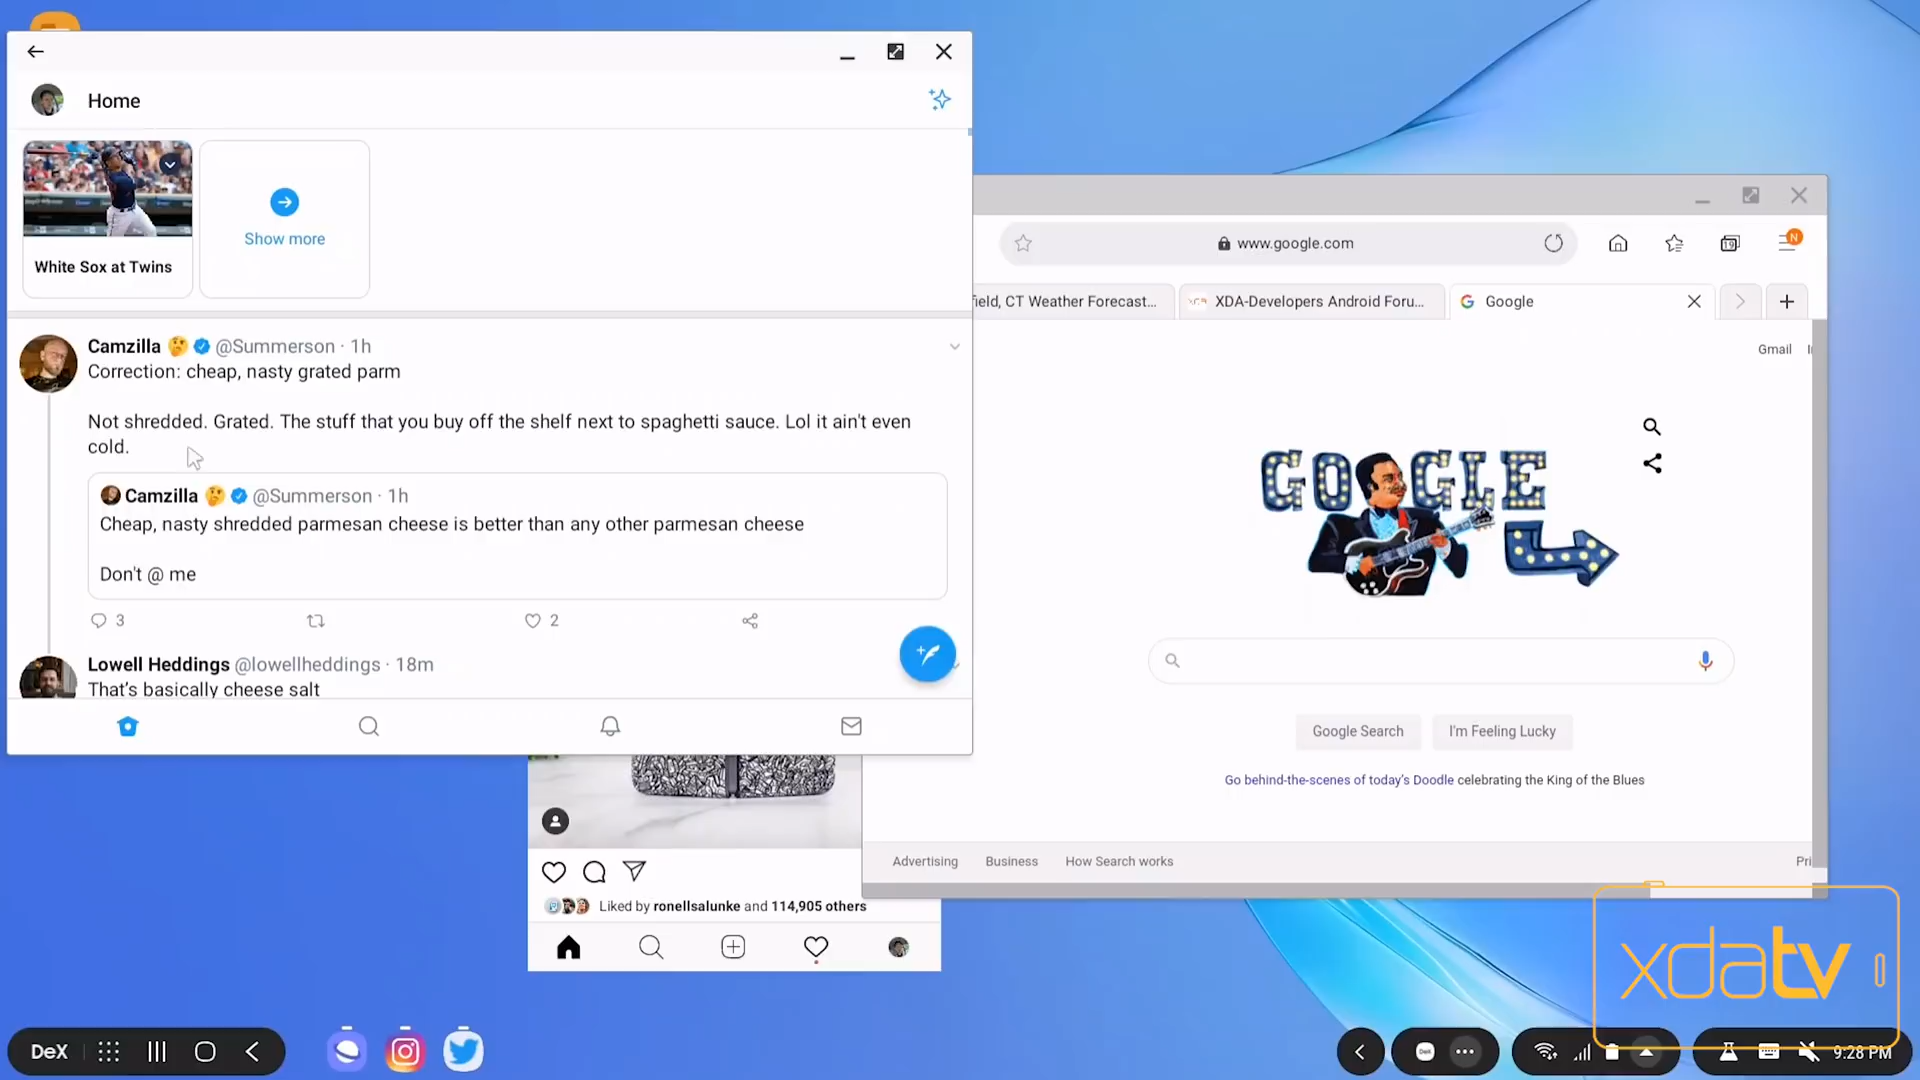 Home
White Sox at Twins
Show more
Camzilla 🤔 @Summerson · 1h
Correction: cheap, nasty grated parm
Not shredded. Grated. The stuff that you buy off the shelf next to spaghetti sauce. Lol it ain't even
cold.
Camzilla 🤔 @Summerson · 1h
Cheap, nasty shredded parmesan cheese is better than any other parmesan cheese
Don't @ me
3
2
Lowell Heddings @lowellheddings · 18m
That's basically cheese salt
www.google.com
19
N
field, CT Weather Forecast...
XDA-Developers Android Foru...
Google
Gmail
GOOGLE
Google Search
I'm Feeling Lucky
Go behind-the-scenes of today's Doodle celebrating the King of the Blues
Advertising
Business
How Search works
Pri
Liked by ronellsalunke and 114,905 others
xdatv
DeX
9:28 PM